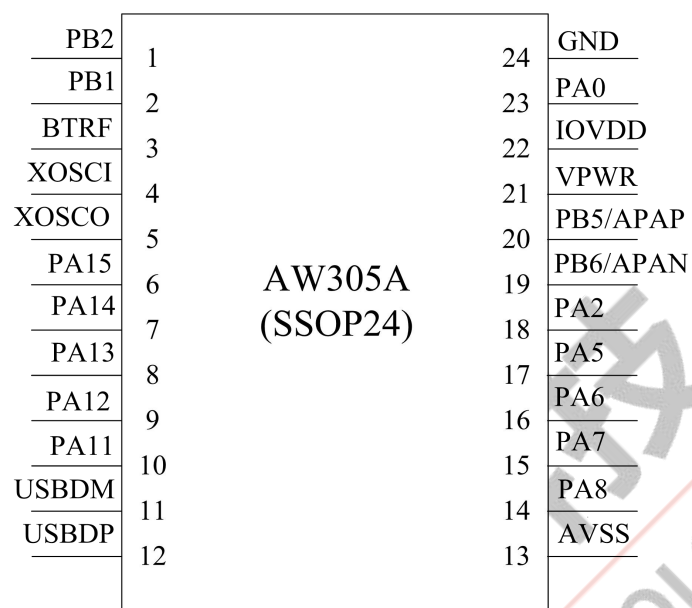 PB2 1
PB1 2
BTRF 3
XOSCI 4
XOSCO 5
PA15 6
PA14 7
PA13 8
PA12 9
PA11 10
USBDM 11
USBDP 12
AW305A
(SSOP24)
24 GND
23 PA0
22 IOVDD
21 VPWR
20 PB5/APAP
19 PB6/APAN
18 PA2
17 PA5
16 PA6
15 PA7
14 PA8
13 AVSS